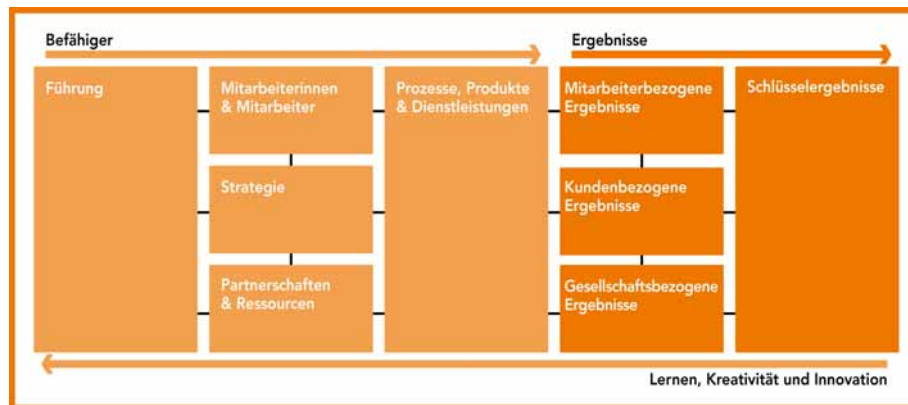 Befähiger
Ergebnisse
Führung
Mitarbeiterinnen
& Mitarbeiter
Strategie
Partnerschaften
& Ressourcen
Prozesse, Produkte
& Dienstleistungen
Mitarbeiterbezogene
Ergebnisse
Kundenbezogene
Ergebnisse
Gesellschaftsbezogene
Ergebnisse
Schlüsselergebnisse
Lernen, Kreativität und Innovation